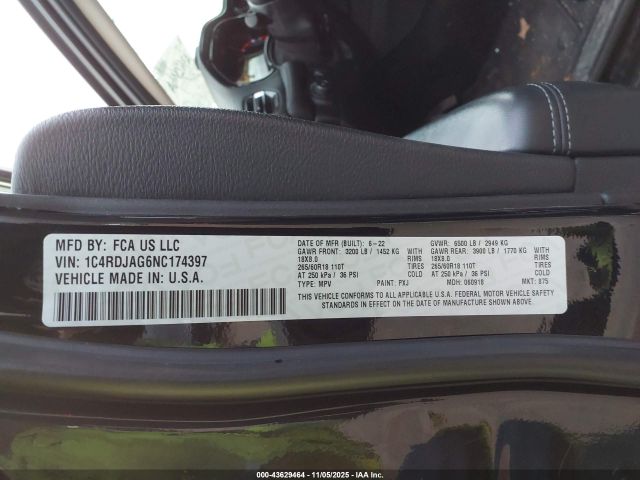 MFD BY: FCA US LLC
VIN: 1C4RDJAG6NC174397
VEHICLE MADE IN: U.S.A.
DATE OF MFR (BUILT): 6-22
GAWR FRONT: 3200 LB / 1452 KG WITH
18X8.0 RIMS
265/60R18 110T TIRES
AT 250 kPa / 36 PSI
TYPE: MPV PAINT: PXJ
GVWR: 6500 LB / 2949 KG
GAWR REAR: 3900 LB / 1770 KG WITH
18X8.0 RIMS
265/60R18 110T TIRES
AT 250 kPa / 36 PSI
MDH: 060918 MKT: 875
THIS VEHICLE CONFORMS TO ALL APPLICABLE U.S.A. FEDERAL MOTOR VEHICLE SAFETY
STANDARDS IN EFFECT ON THE DATE OF MANUFACTURE SHOWN ABOVE.
000-43629464 - 11/05/2025 - IAAI.COM